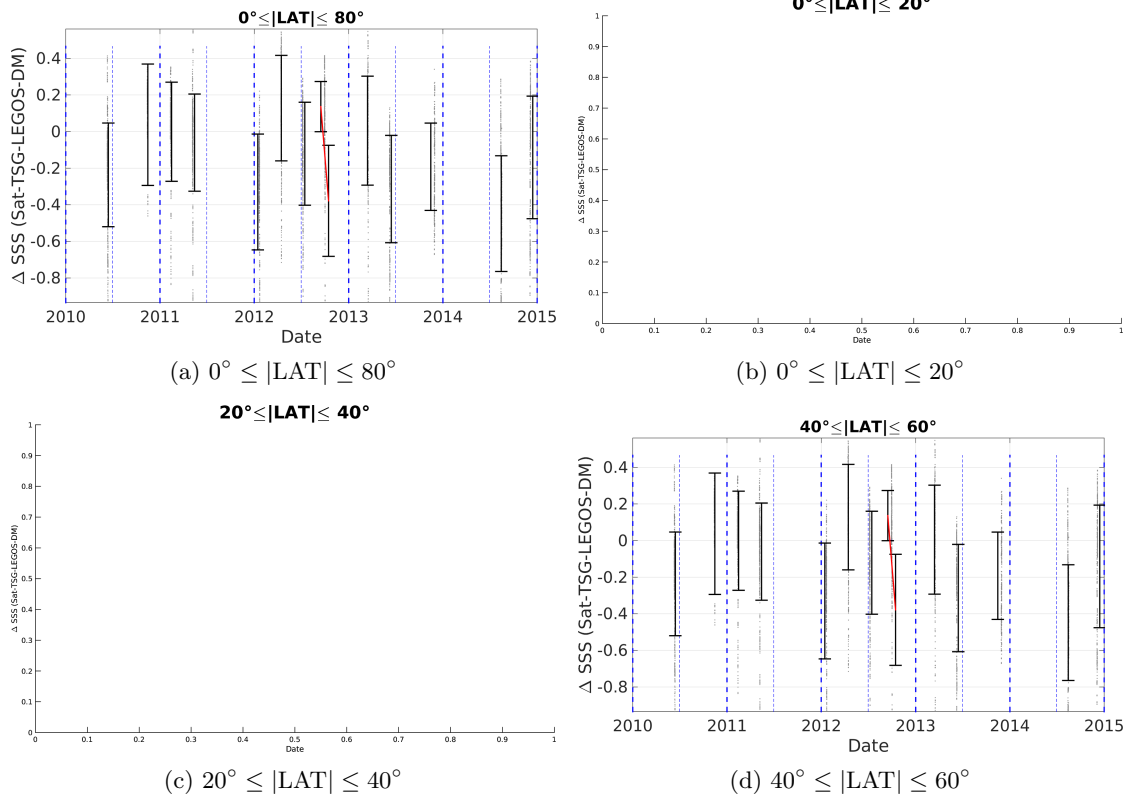 0°≤|LAT|≤ 80°
Δ SSS (Sat-TSG-LEGOS-DM)
0.4
0.2
0
-0.2
-0.4
-0.6
-0.8
2010 2011 2012 2013 2014 2015
Date
(a) 0° ≤ |LAT| ≤ 80°
0°≤|LAT|≤ 20°
Δ SSS (Sat-TSG-LEGOS-DM)
1
0.9
0.8
0.7
0.6
0.5
0.4
0.3
0.2
0.1
0
0 0.1 0.2 0.3 0.4 0.5 0.6 0.7 0.8 0.9 1
Date
(b) 0° ≤ |LAT| ≤ 20°
20°≤|LAT|≤ 40°
Δ SSS (Sat-TSG-LEGOS-DM)
1
0.9
0.8
0.7
0.6
0.5
0.4
0.3
0.2
0.1
0
0 0.1 0.2 0.3 0.4 0.5 0.6 0.7 0.8 0.9 1
Date
(c) 20° ≤ |LAT| ≤ 40°
40°≤|LAT|≤ 60°
Δ SSS (Sat-TSG-LEGOS-DM)
0.4
0.2
0
-0.2
-0.4
-0.6
-0.8
2010 2011 2012 2013 2014 2015
Date
(d) 40° ≤ |LAT| ≤ 60°